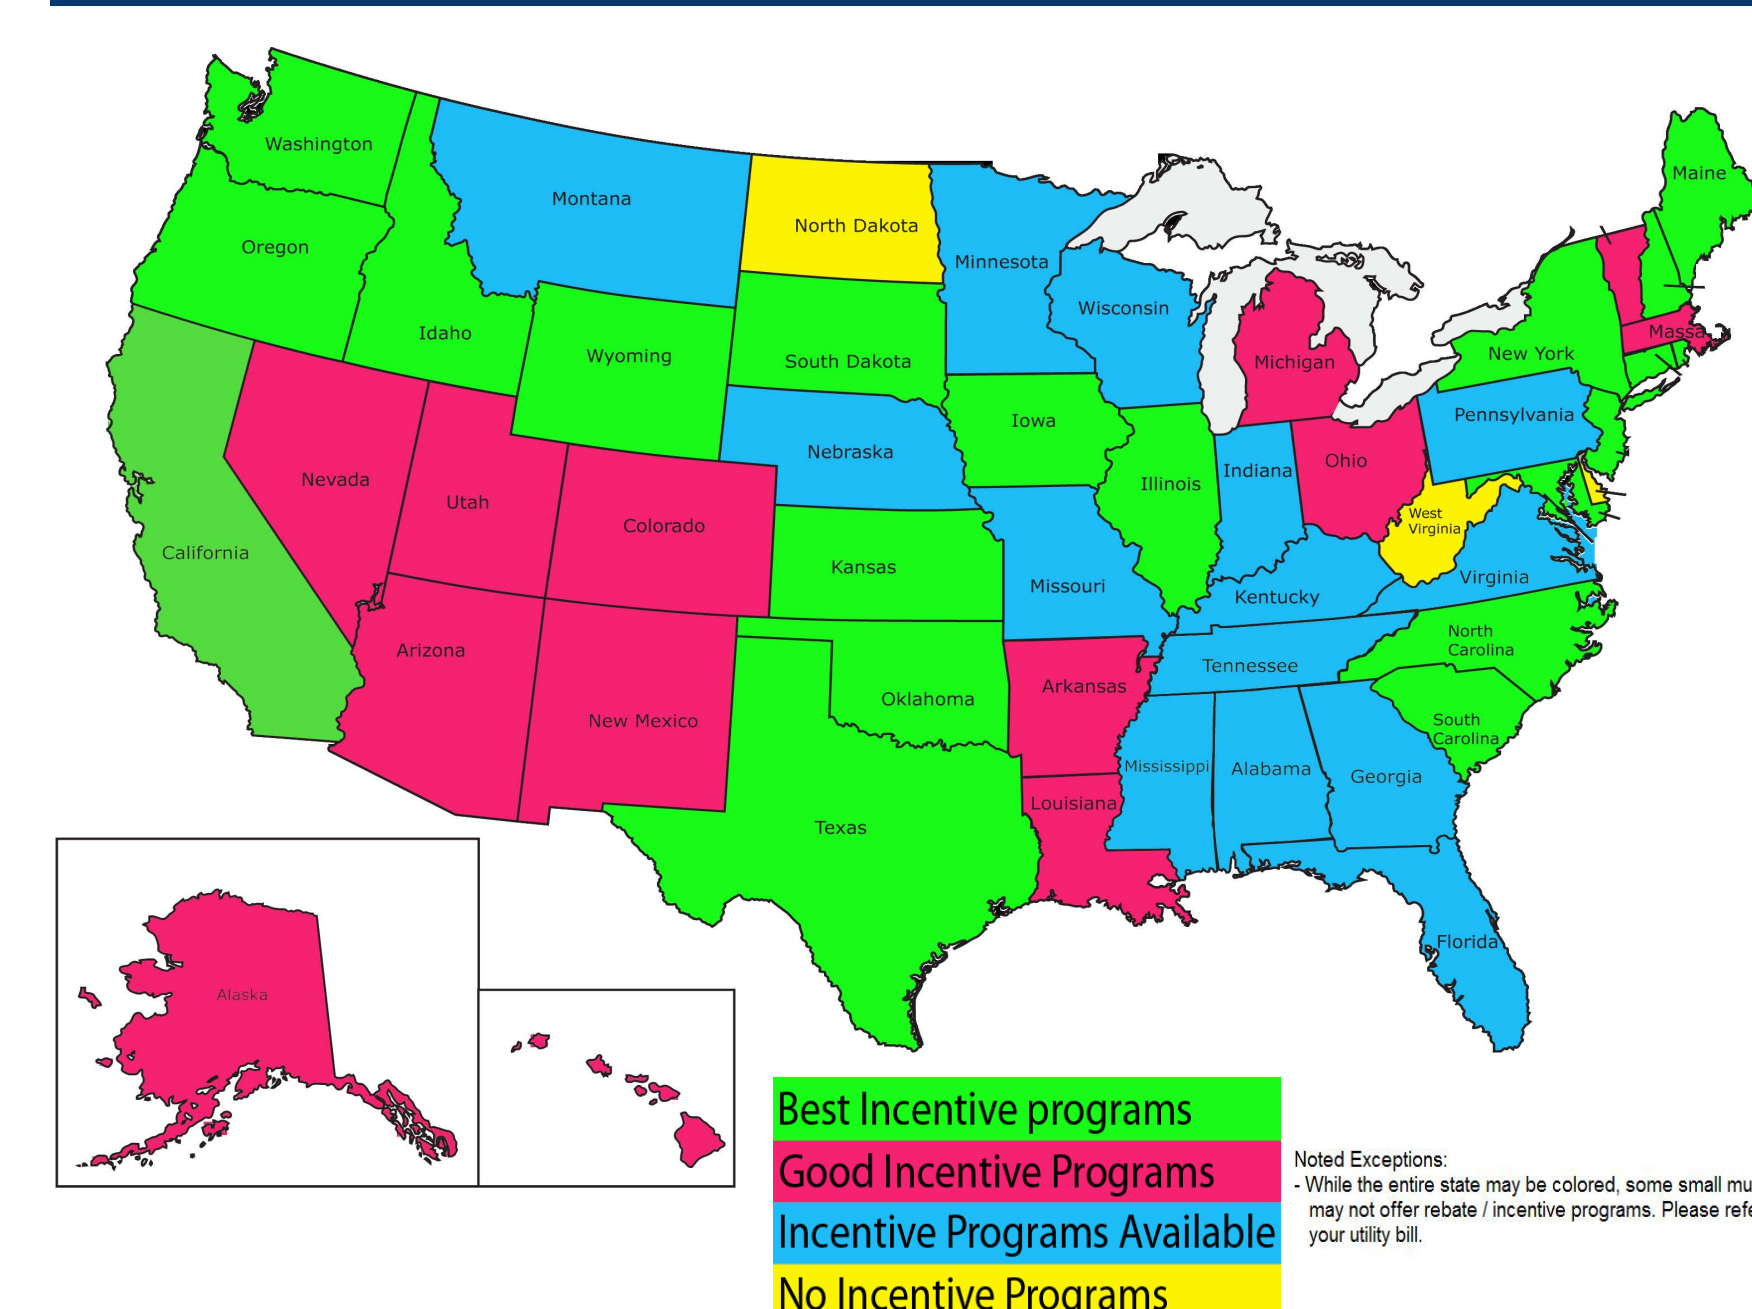 Washington
Montana
North Dakota
Minnesota
Maine
Oregon
Idaho
Wyoming
South Dakota
Wisconsin
Michigan
New York
Massa
Iowa
Nebraska
Pennsylvania
Nevada
Utah
Colorado
Illinois
Indiana
Ohio
West
Virginia
California
Kansas
Missouri
Kentucky
Virginia
Arizona
New Mexico
Oklahoma
Arkansas
Tennessee
North
Carolina
South
Carolina
Texas
Louisiana
Mississippi
Alabama
Georgia
Florida
Alaska
Best Incentive programs
Good Incentive Programs
Incentive Programs Available
No Incentive Programs
Noted Exceptions:
- While the entire state may be colored, some small mu
may not offer rebate / incentive programs. Please refe
your utility bill.